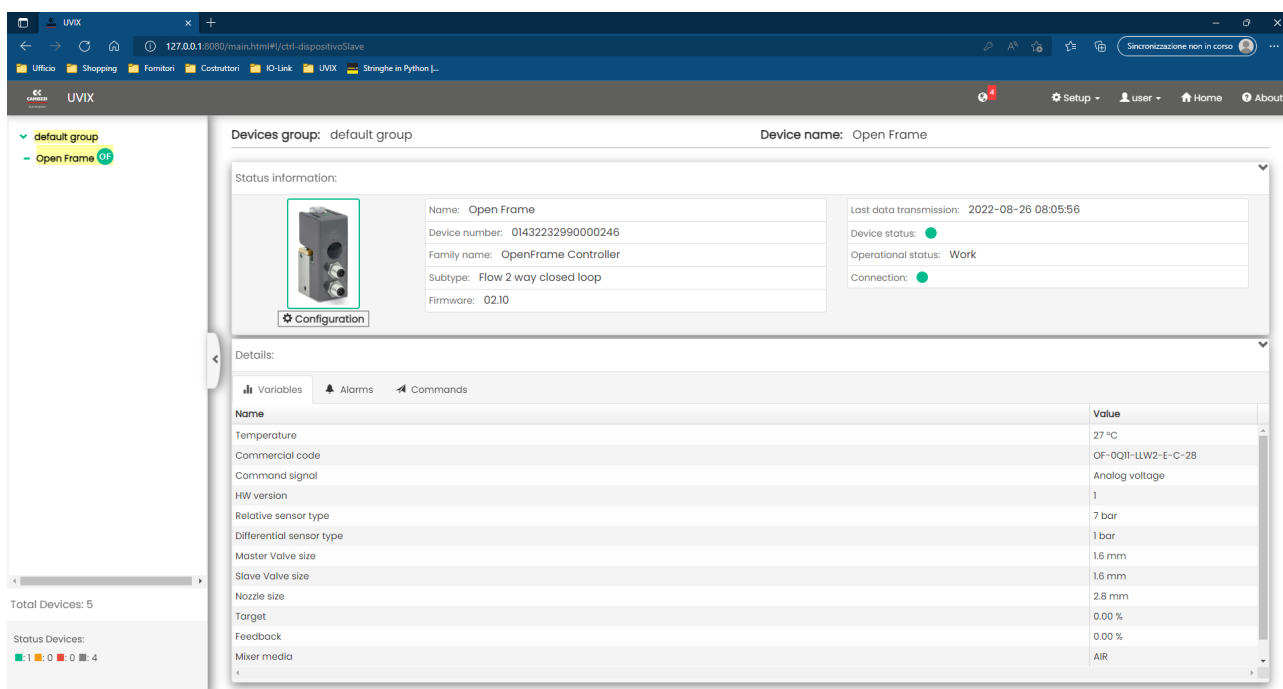 UVIX
127.0.0.1:8080/main.html#!/ctrl-dispositivoSlave
Sincronizzazione non in corso
Ufficio Shopping Fornitori Costruttori IO-Link UVIX Stringhe in Python |...
CAMOZZI UVIX 4 Setup user Home About
default group
Open Frame OF
Devices group: default group Device name: Open Frame
Status information:
Name: Open Frame
Device number: 01432232990000246
Family name: OpenFrame Controller
Subtype: Flow 2 way closed loop
Firmware: 02.10
Last data transmission: 2022-08-26 08:05:56
Device status:
Operational status: Work
Connection:
Configuration
Details:
Variables Alarms Commands
Name Value
Temperature 27 °C
Commercial code OF-0Q11-LLW2-E-C-28
Command signal Analog voltage
HW version 1
Relative sensor type 7 bar
Differential sensor type 1 bar
Master Valve size 1.6 mm
Slave Valve size 1.6 mm
Nozzle size 2.8 mm
Target 0.00 %
Feedback 0.00 %
Mixer media AIR
Total Devices: 5
Status Devices:
: 1 : 0 : 0 : 4